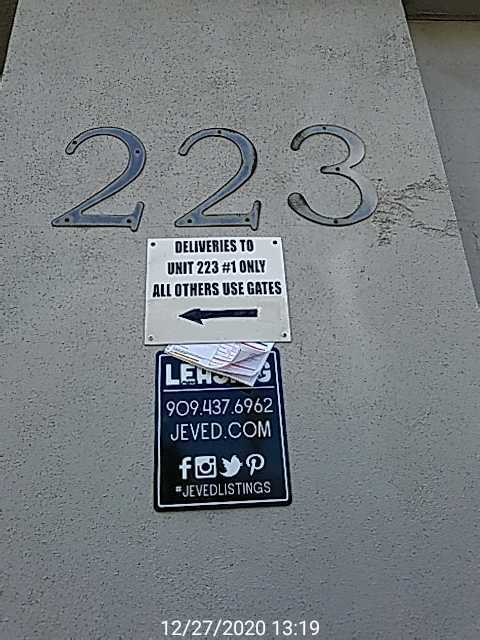 223
DELIVERIES TO
UNIT 223 #1 ONLY
ALL OTHERS USE GATES
LEASING
909.437.6962
JEVED.COM
#JEVEDLISTINGS
12/27/2020 13:19